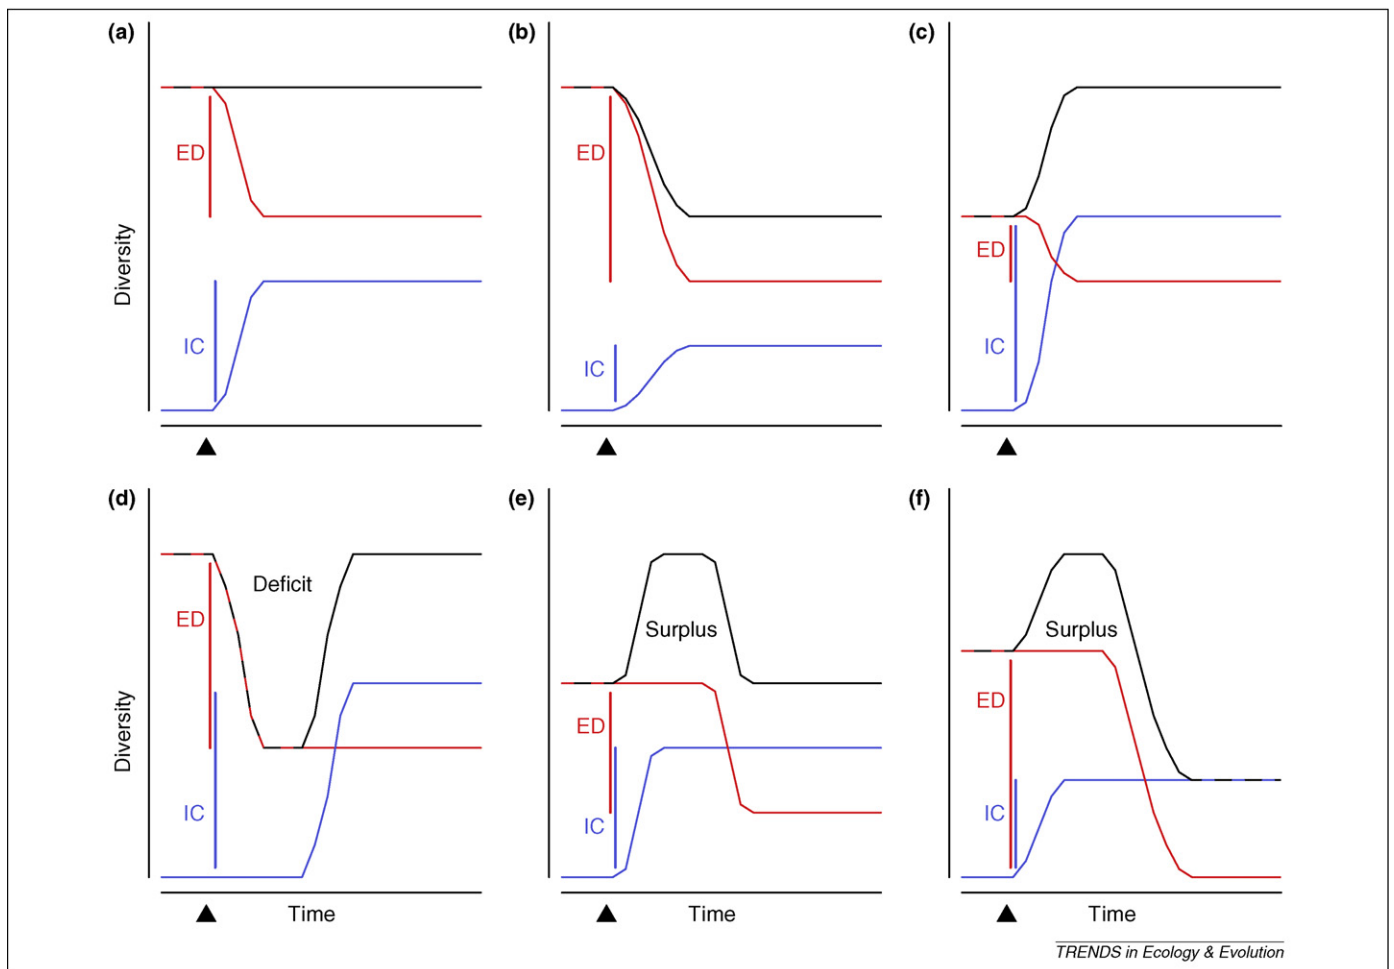 (a)
(b)
(c)
ED
ED
ED
IC
IC
IC
Diversity
(d)
(e)
(f)
Deficit
ED
Surplus
Surplus
ED
ED
IC
IC
IC
Diversity
Time
Time
Time
TRENDS in Ecology & Evolution